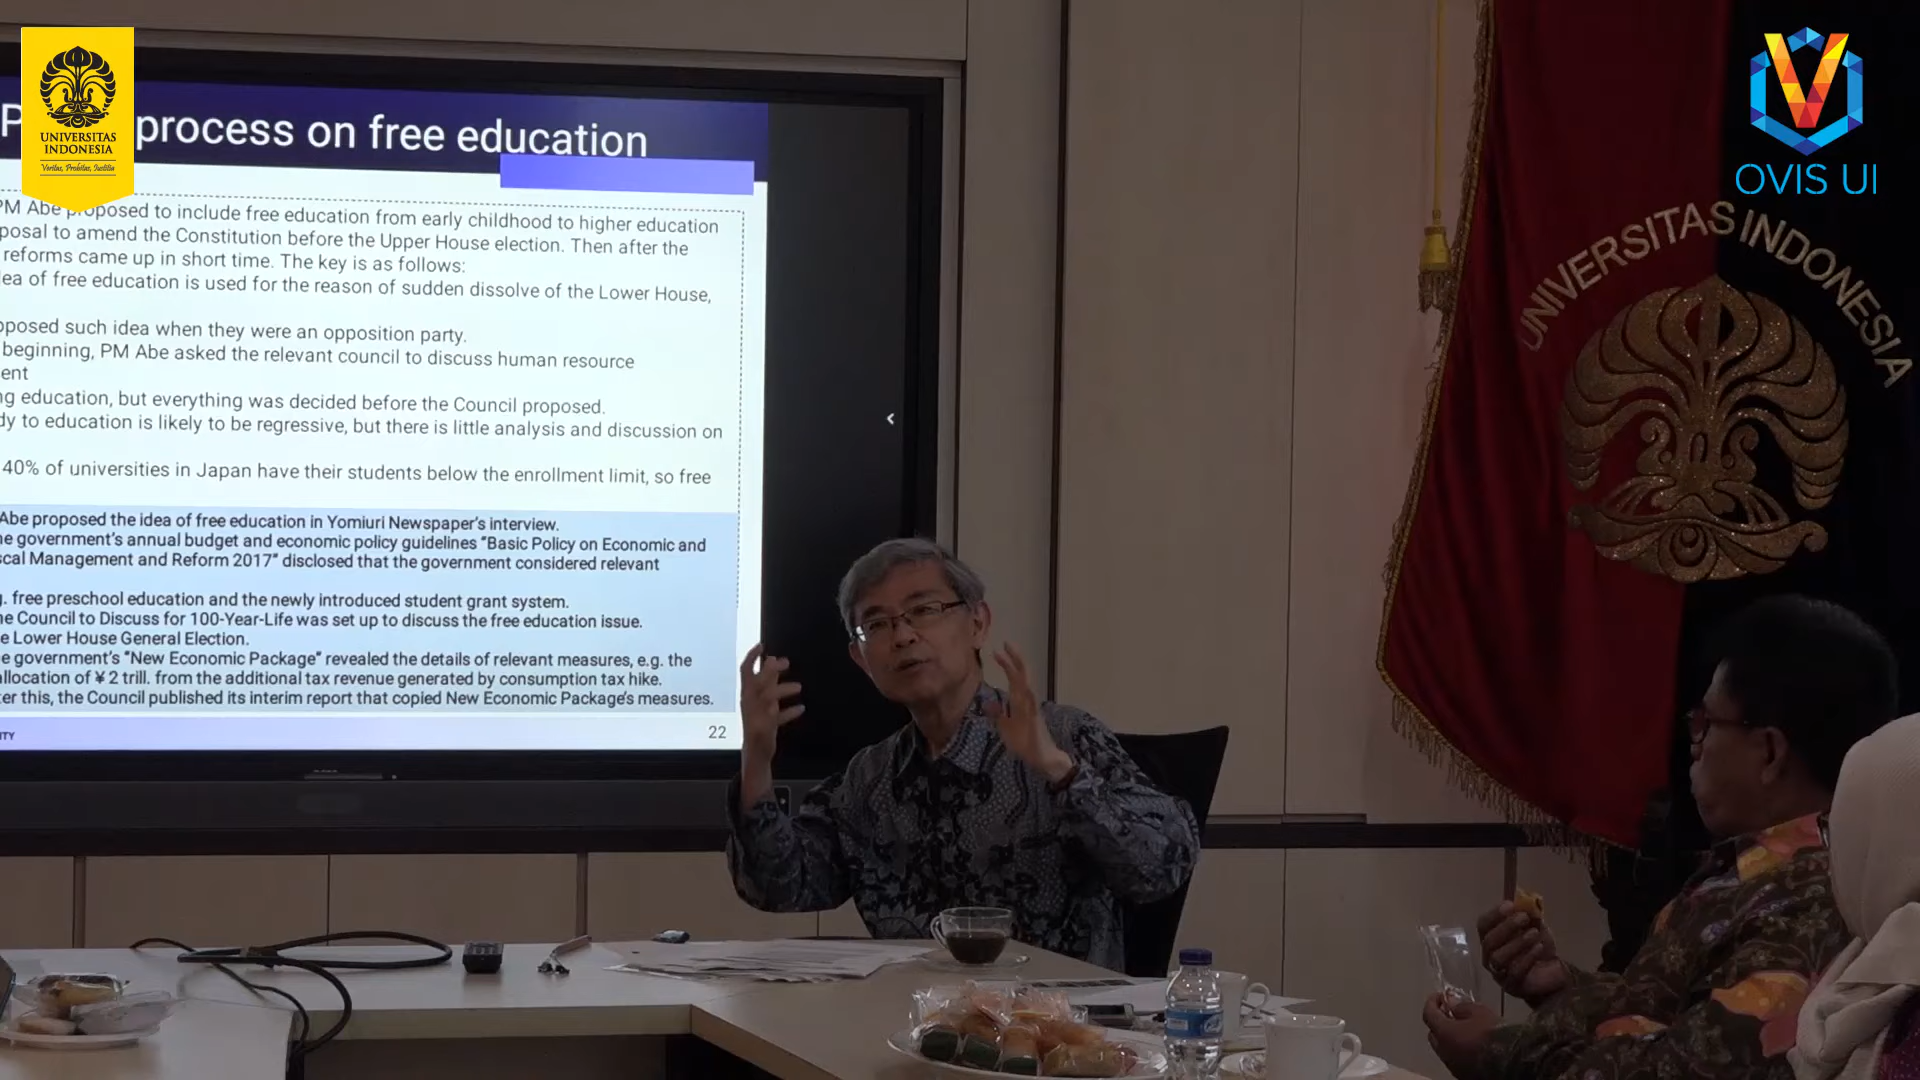 UNIVERSITAS
INDONESIA
Veritas, Probitas, Iustitia
process on free education
PM Abe proposed to include free education from early childhood to higher education
posal to amend the Constitution before the Upper House election. Then after the
reforms came up in short time. The key is as follows:
ea of free education is used for the reason of sudden dissolve of the Lower House,
pposed such idea when they were an opposition party.
beginning, PM Abe asked the relevant council to discuss human resource
ent
ng education, but everything was decided before the Council proposed.
dy to education is likely to be regressive, but there is little analysis and discussion on
40% of universities in Japan have their students below the enrollment limit, so free
Abe proposed the idea of free education in Yomiuri Newspaper's interview.
he government's annual budget and economic policy guidelines "Basic Policy on Economic and
scal Management and Reform 2017" disclosed that the government considered relevant
g. free preschool education and the newly introduced student grant system.
he Council to Discuss for 100-Year-Life was set up to discuss the free education issue.
e Lower House General Election.
e government's "New Economic Package" revealed the details of relevant measures, e.g. the
llocation of ¥ 2 trill. from the additional tax revenue generated by consumption tax hike.
ter this, the Council published its interim report that copied New Economic Package's measures.
ITY
22
OVIS UI
UNIVERSITAS INDONESIA